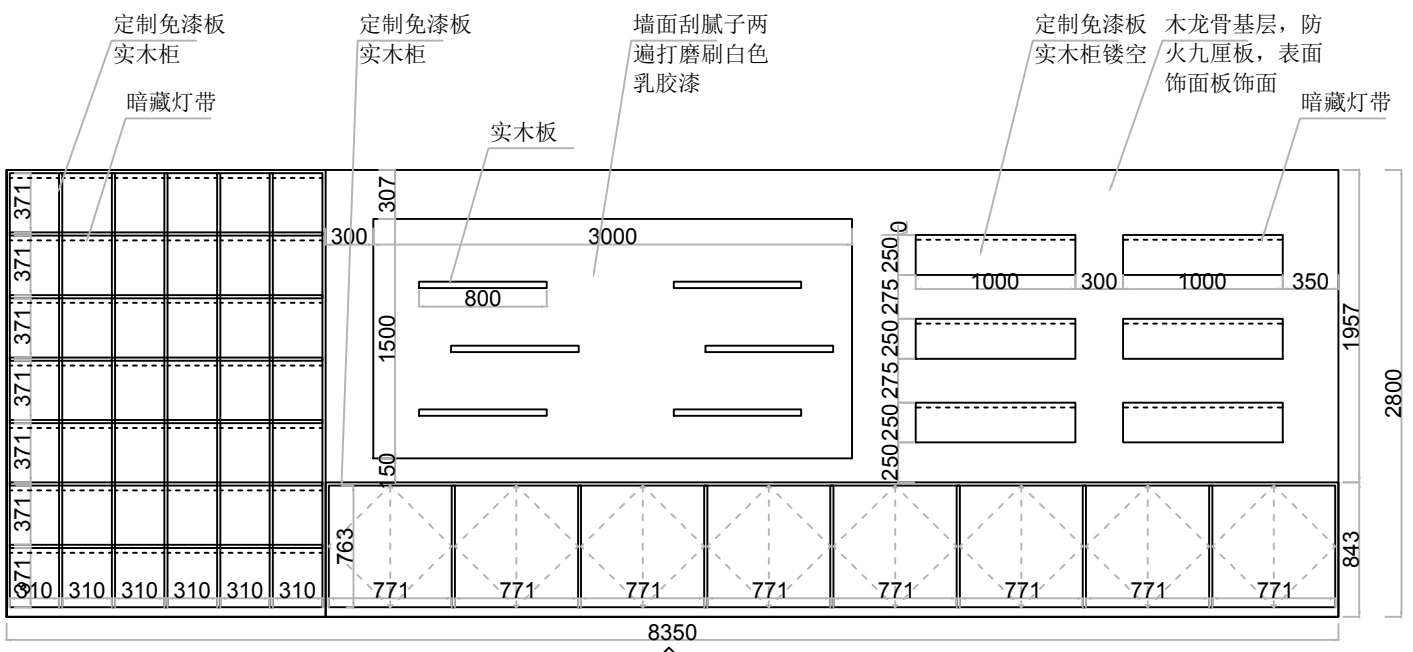 定制免漆板
实木柜
暗藏灯带
定制免漆板
实木柜
墙面刮腻子两
遍打磨刷白色
乳胶漆
实木板
定制免漆板
实木柜镂空
木龙骨基层，防
火九厘板，表面
饰面板饰面
暗藏灯带
371
371
371
371
371
371
371
310
310
310
310
310
310
307
300
3000
800
1500
150
763
771
771
771
771
771
771
771
771
0
250
275
250
275
250
250
1000
300
1000
350
1957
843
2800
8350